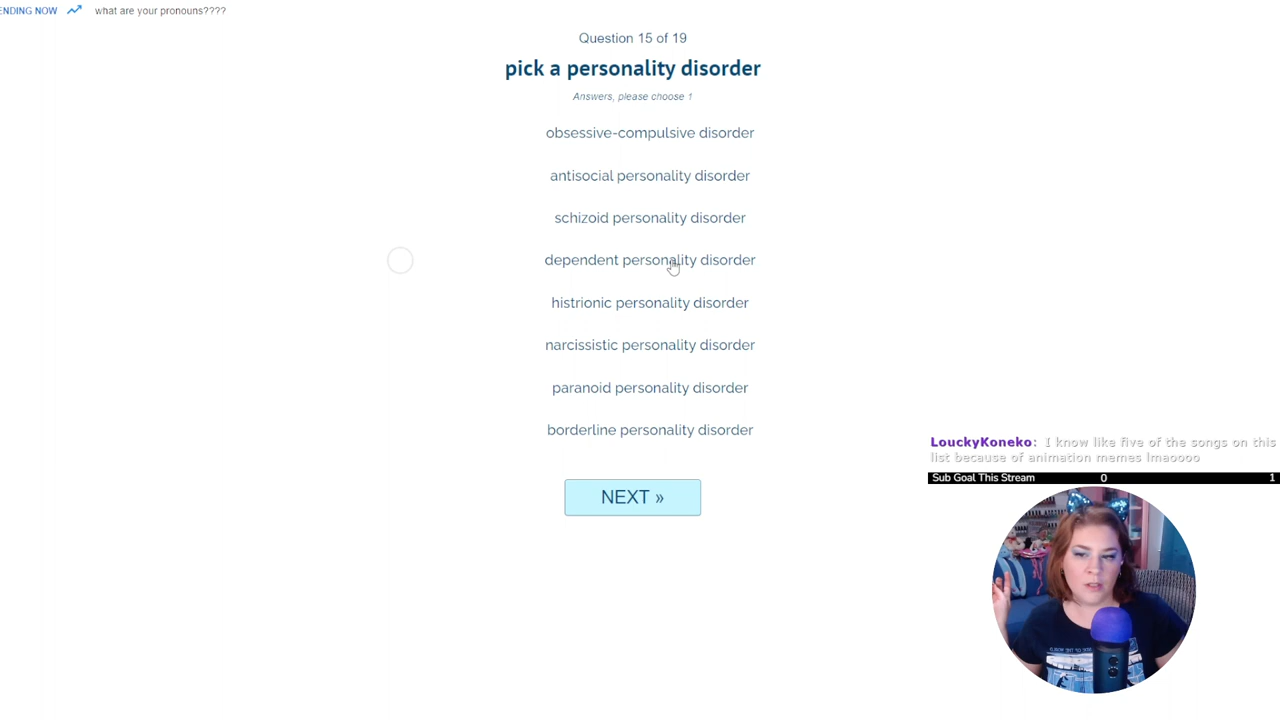 ENDING NOW what are your pronouns????
Question 15 of 19
pick a personality disorder
Answers, please choose 1
obsessive-compulsive disorder
antisocial personality disorder
schizoid personality disorder
dependent personality disorder
histrionic personality disorder
narcissistic personality disorder
paranoid personality disorder
borderline personality disorder
NEXT »
LouckyKoneko: I know like five of the songs on this
list because of animation memes lmaoooo
Sub Goal This Stream 0 1